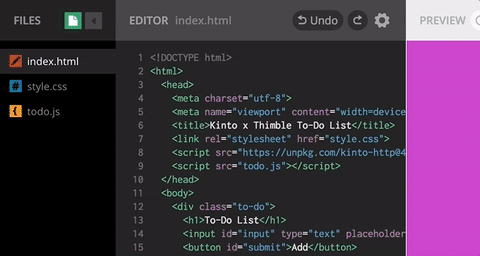 FILES
index.html
style.css
todo.js
EDITOR index.html
Undo
PREVIEW
1 <!DOCTYPE html>
2 <html>
3 <head>
4 <meta charset="utf-8">
5 <meta name="viewport" content="width=device
6 <title>Kinto x Thimble To-Do List</title>
7 <link rel="stylesheet" href="style.css">
8 <script src="https://unpkg.com/kinto-http@4
9 <script src="todo.js"></script>
10 </head>
11 <body>
12 <div class="to-do">
13 <h1>To-Do List</h1>
14 <input id="input" type="text" placeholder
15 <button id="submit">Add</button>